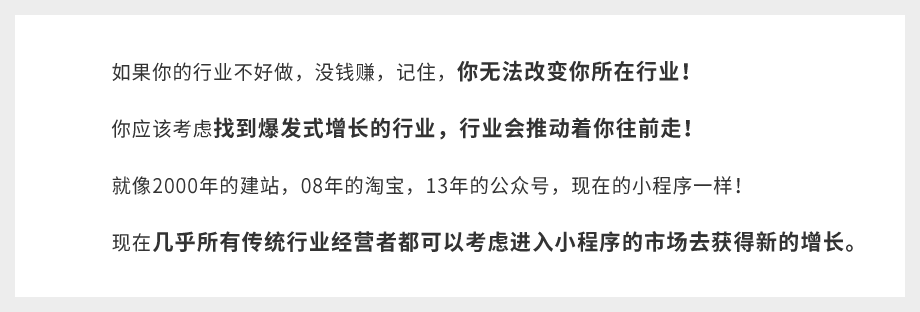 如果你的行业不好做，没钱赚，记住，你无法改变你所在行业！
你应该考虑找到爆发式增长的行业，行业会推动着你往前走！
就像2000年的建站，08年的淘宝，13年的公众号，现在的小程序一样！
现在几乎所有传统行业经营者都可以考虑进入小程序的市场去获得新的增长。